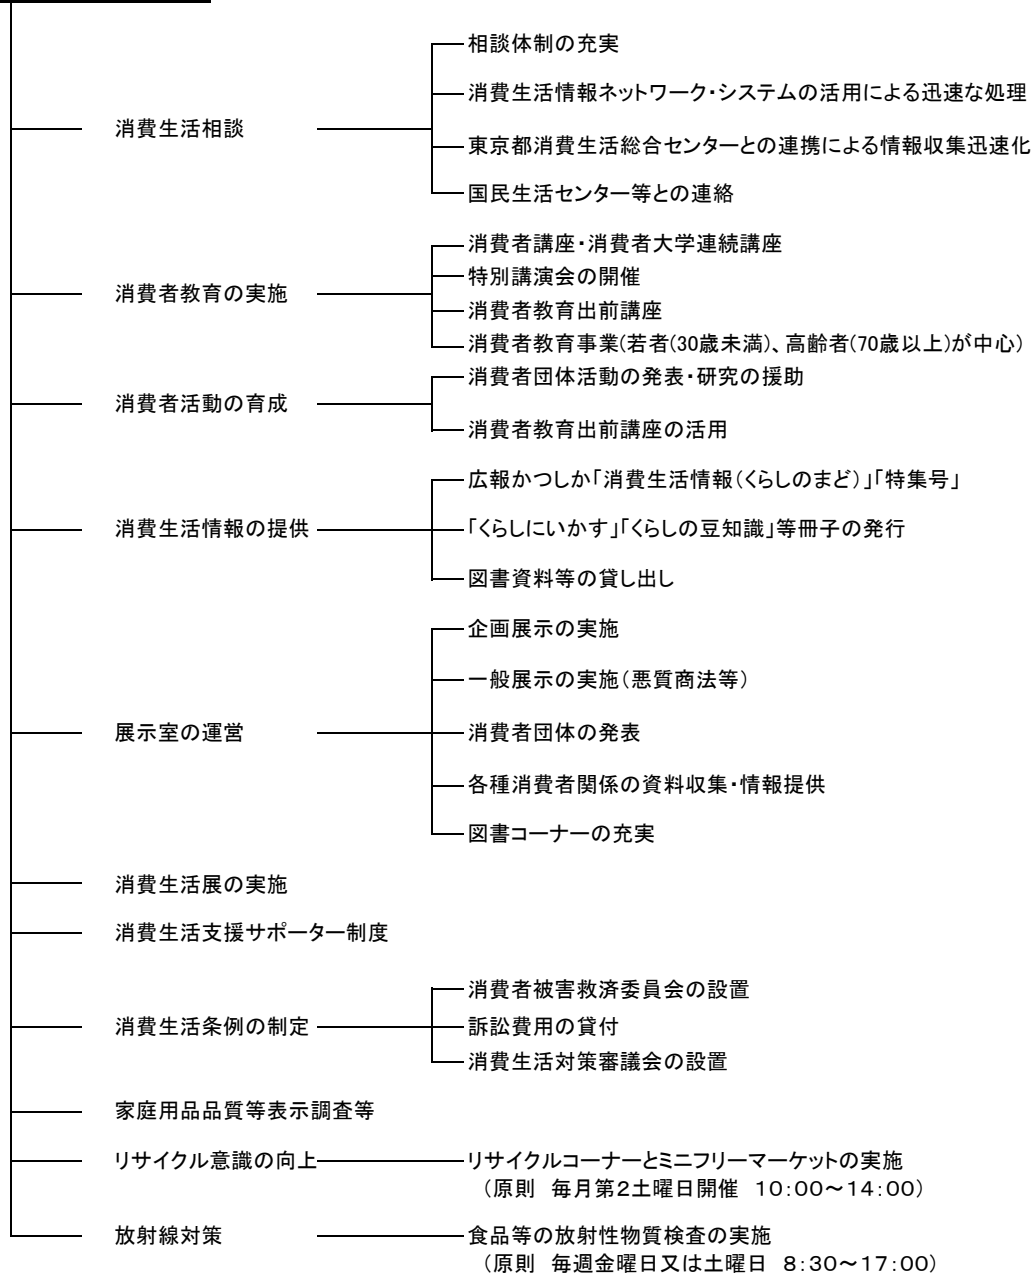 消費生活相談
相談体制の充実
消費生活情報ネットワーク・システムの活用による迅速な処理
東京都消費生活総合センターとの連携による情報収集迅速化
国民生活センター等との連絡
消費者教育の実施
消費者講座・消費者大学連続講座
特別講演会の開催
消費者教育出前講座
消費者教育事業(若者(30歳未満)、高齢者(70歳以上)が中心)
消費者活動の育成
消費者団体活動の発表・研究の援助
消費者教育出前講座の活用
消費生活情報の提供
広報かつしか「消費生活情報(くらしのまど)」「特集号」
「くらしにいかす」「くらしの豆知識」等冊子の発行
図書資料等の貸し出し
展示室の運営
企画展示の実施
一般展示の実施(悪質商法等)
消費者団体の発表
各種消費者関係の資料収集・情報提供
図書コーナーの充実
消費生活展の実施
消費生活支援サポーター制度
消費生活条例の制定
消費者被害救済委員会の設置
訴訟費用の貸付
消費生活対策審議会の設置
家庭用品品質等表示調査等
リサイクル意識の向上
リサイクルコーナーとミニフリーマーケットの実施
(原則 毎月第2土曜日開催 10:00~14:00)
放射線対策
食品等の放射性物質検査の実施
(原則 毎週金曜日又は土曜日 8:30~17:00)